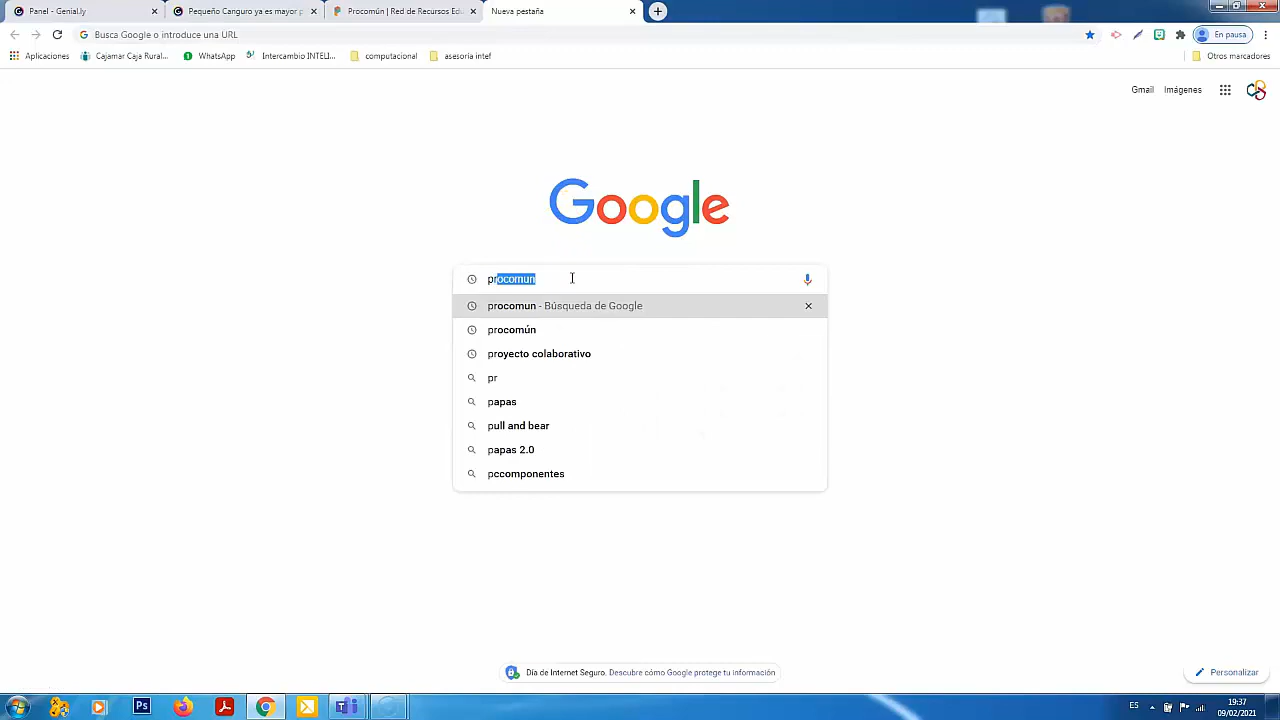 Panel - Genial.ly
Pequeño Canguro ya es mayor p
Procomún | Red de Recursos Edu
Nueva pestaña
Busca Google o introduce una URL
En pausa
Aplicaciones
Cajamar Caja Rural...
WhatsApp
Intercambio INTELI...
computacional
asesoría intef
Otros marcadores
Gmail
Imágenes
Google
procomun
procomun - Búsqueda de Google
procomún
proyecto colaborativo
pr
papas
pull and bear
papas 2.0
pccomponentes
Día de Internet Seguro. Descubre cómo Google protege tu información
Personalizar
Ps
ES
19:37
09/02/2021